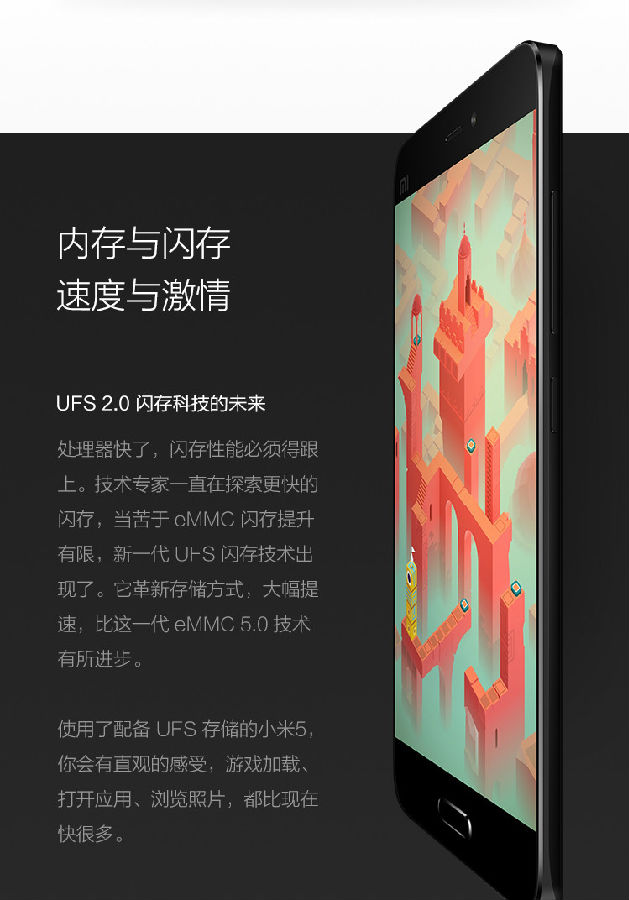 内存与闪存
速度与激情
UFS 2.0 闪存科技的未来
处理器快了，闪存性能必须得跟
上。技术专家一直在探索更快的
闪存，当苦于 eMMC 闪存提升
有限，新一代 UFS 闪存技术出
现了。它革新存储方式，大幅提
速，比这一代 eMMC 5.0 技术
有所进步。
使用了配备 UFS 存储的小米5，
你会有直观的感受，游戏加载、
打开应用、浏览照片，都比现在
快很多。
MI